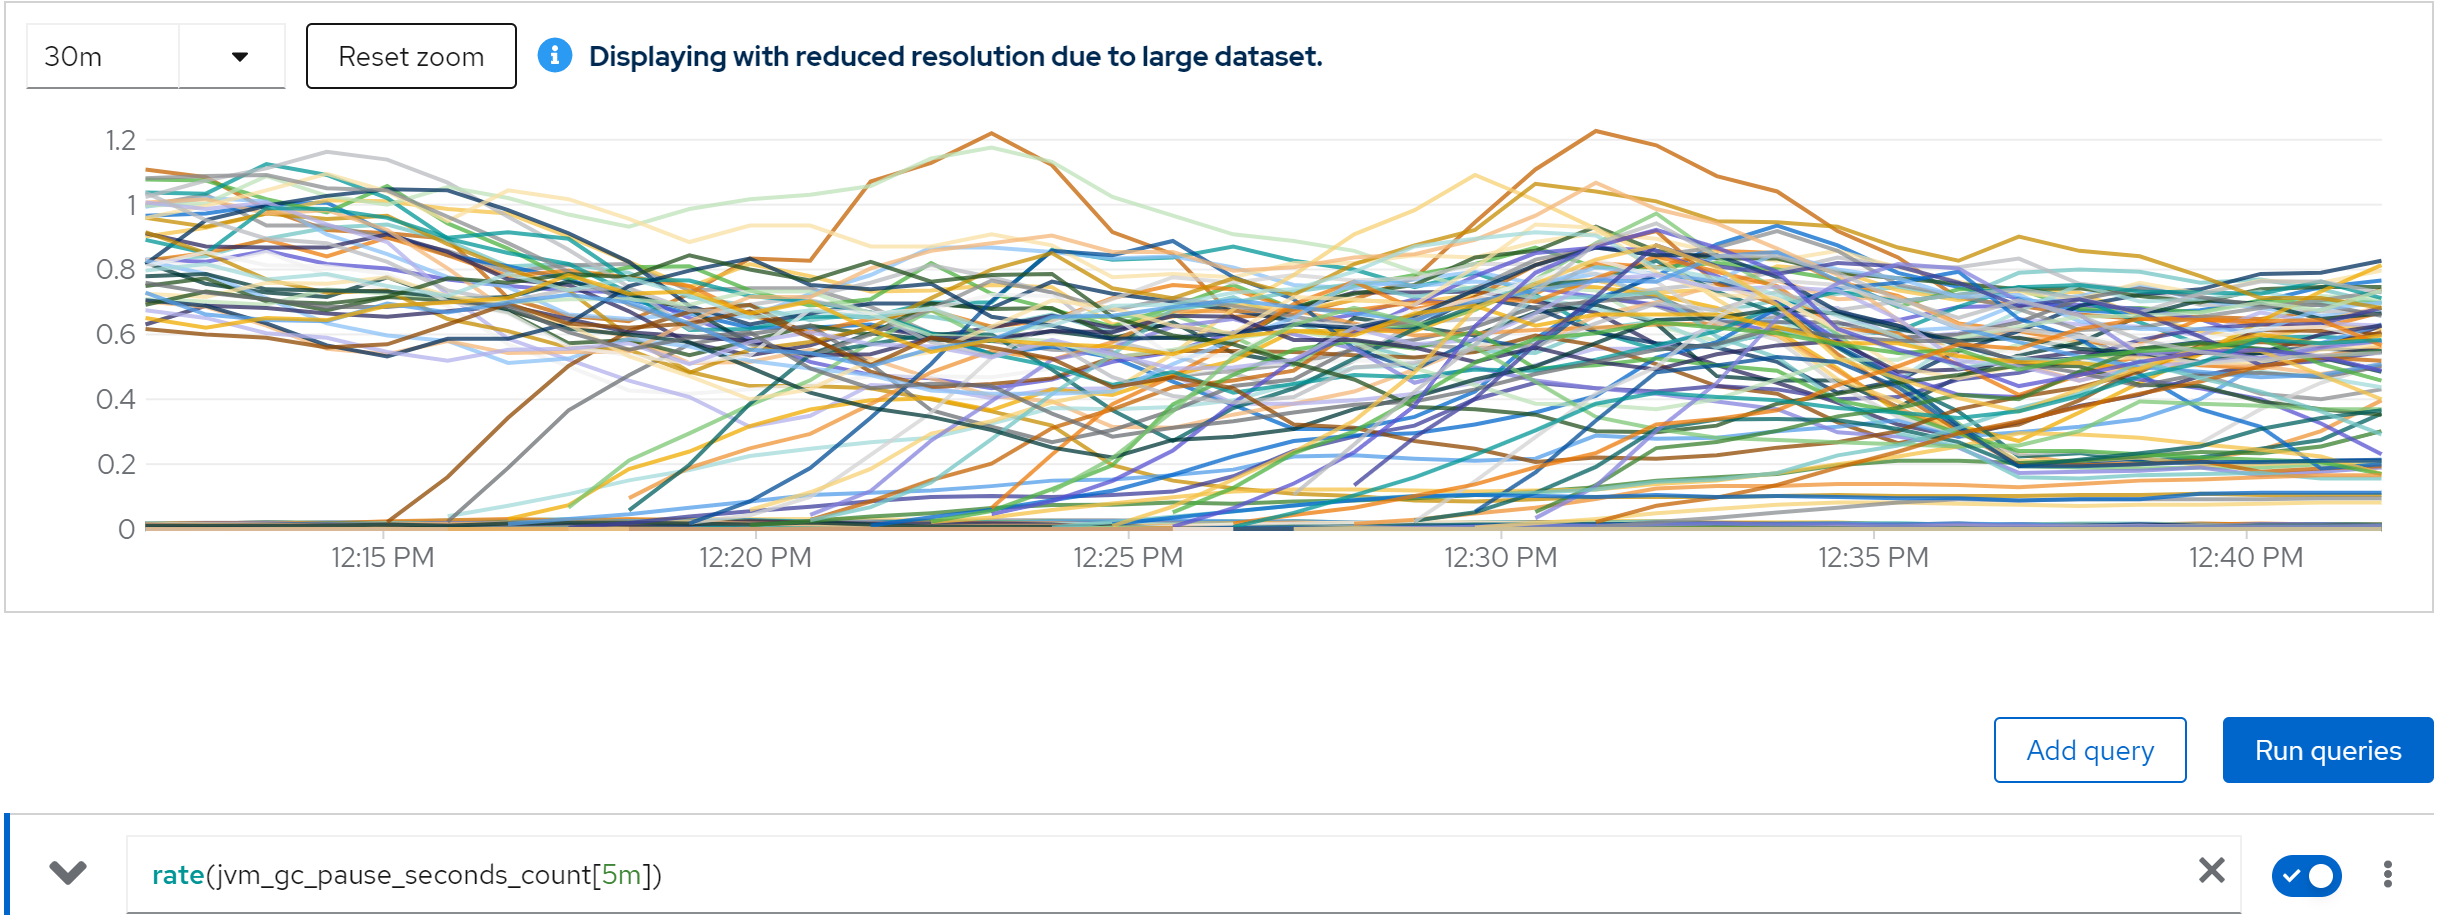 30m
Reset zoom
Displaying with reduced resolution due to large dataset.
1.2
1
0.8
0.6
0.4
0.2
0
12:15 PM 12:20 PM 12:25 PM 12:30 PM 12:35 PM 12:40 PM
Add query
Run queries
rate(jvm_gc_pause_seconds_count[5m])